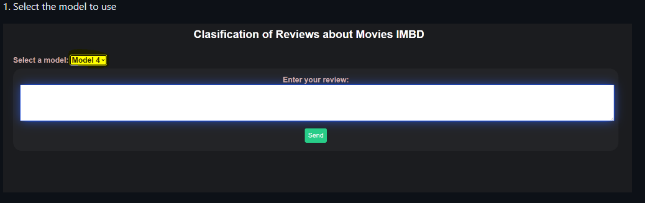 1. Select the model to use
Clasification of Reviews about Movies IMBD
Select a model: Model 4
Enter your review:
Send